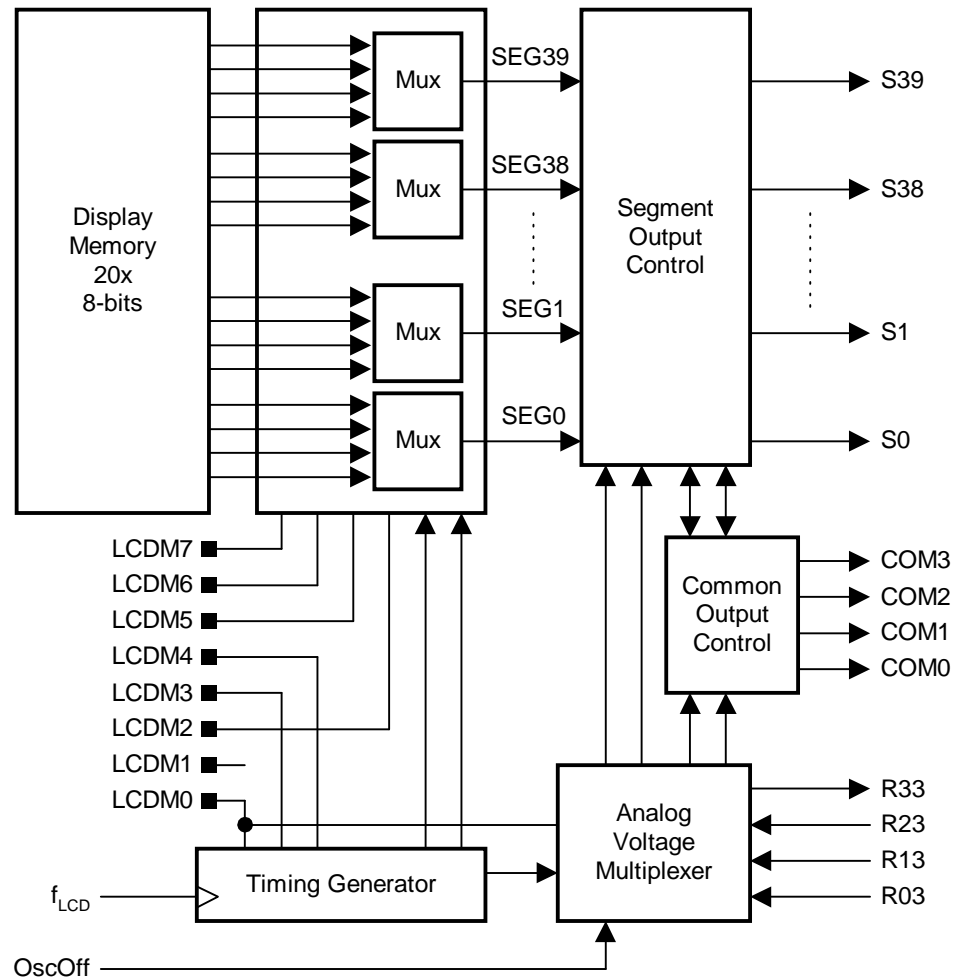 Display
Memory
20x
8-bits
Mux
Mux
Mux
Mux
SEG39
SEG38
SEG1
SEG0
Segment
Output
Control
S39
S38
S1
S0
LCDM7
LCDM6
LCDM5
LCDM4
LCDM3
LCDM2
LCDM1
LCDM0
Common
Output
Control
COM3
COM2
COM1
COM0
Analog
Voltage
Multiplexer
R33
R23
R13
R03
Timing Generator
fLCD
OscOff